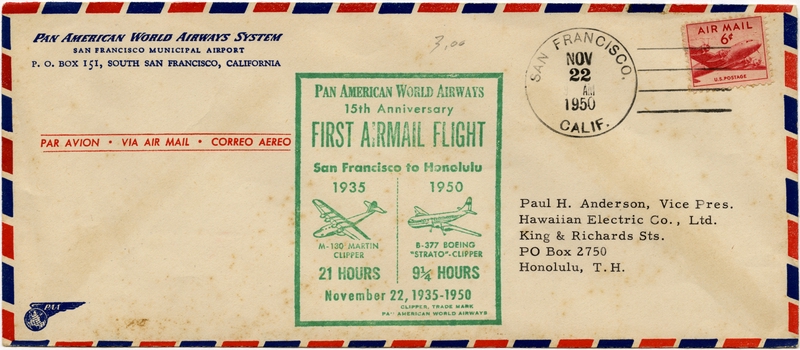 PAN AMERICAN WORLD AIRWAYS SYSTEM
SAN FRANCISCO MUNICIPAL AIRPORT
P. O. BOX 151, SOUTH SAN FRANCISCO, CALIFORNIA
PAR AVION • VIA AIR MAIL • CORREO AEREO
PAA
3,00
PAN AMERICAN WORLD AIRWAYS
15th Anniversary
FIRST AIRMAIL FLIGHT
San Francisco to Honolulu
1935 1950
M-130 MARTIN CLIPPER
B-377 BOEING "STRATO"-CLIPPER
21 HOURS 9¼ HOURS
November 22, 1935-1950
CLIPPER, TRADE MARK
PAN AMERICAN WORLD AIRWAYS
SAN FRANCISCO.
NOV
22
AM
1950
CALIF.
AIR MAIL
6¢
U.S. POSTAGE
Paul H. Anderson, Vice Pres.
Hawaiian Electric Co., Ltd.
King & Richards Sts.
PO Box 2750
Honolulu, T.H.